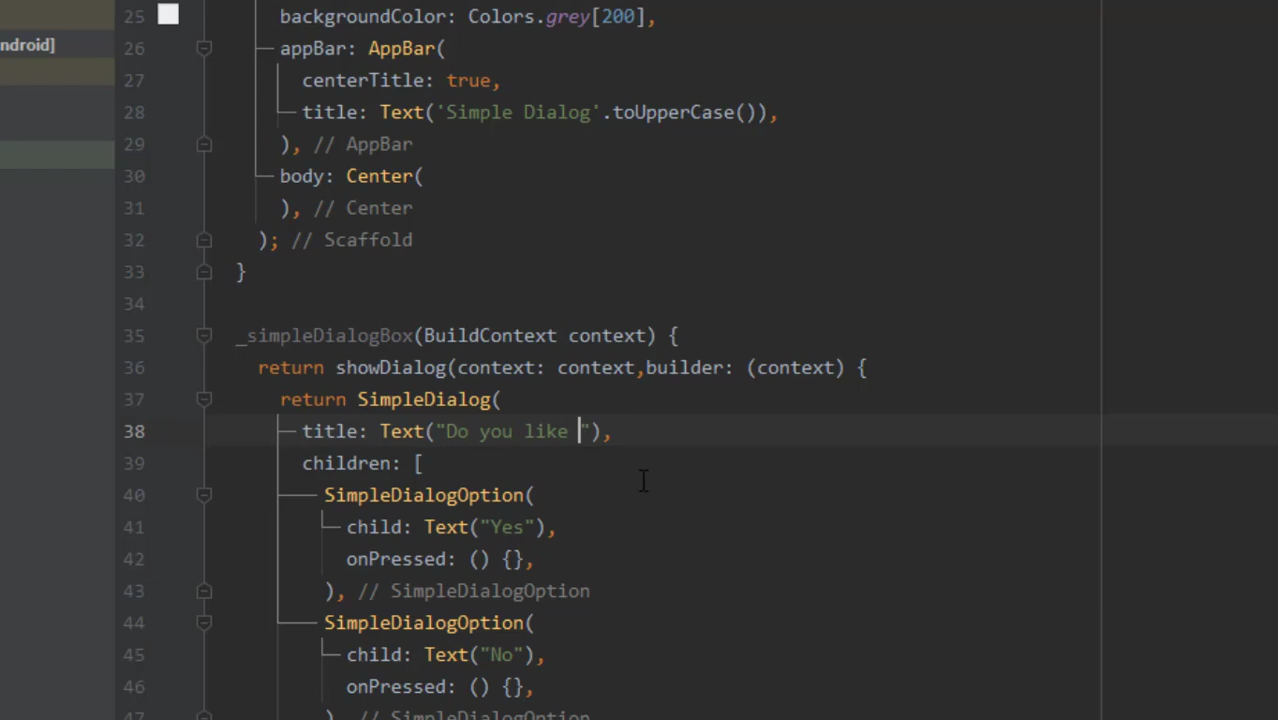 25 backgroundColor: Colors.grey[200],
ndroid] 26 appBar: AppBar(
27 centerTitle: true,
28 title: Text('Simple Dialog'.toUpperCase()),
29 ), // AppBar
30 body: Center(
31 ), // Center
32 ); // Scaffold
33 }
34
35 _simpleDialogBox(BuildContext context) {
36 return showDialog(context: context,builder: (context) {
37 return SimpleDialog(
38 title: Text("Do you like "),
39 children: [
40 SimpleDialogOption(
41 child: Text("Yes"),
42 onPressed: () {},
43 ), // SimpleDialogOption
44 SimpleDialogOption(
45 child: Text("No"),
46 onPressed: () {},
47 ), // SimpleDialogOption